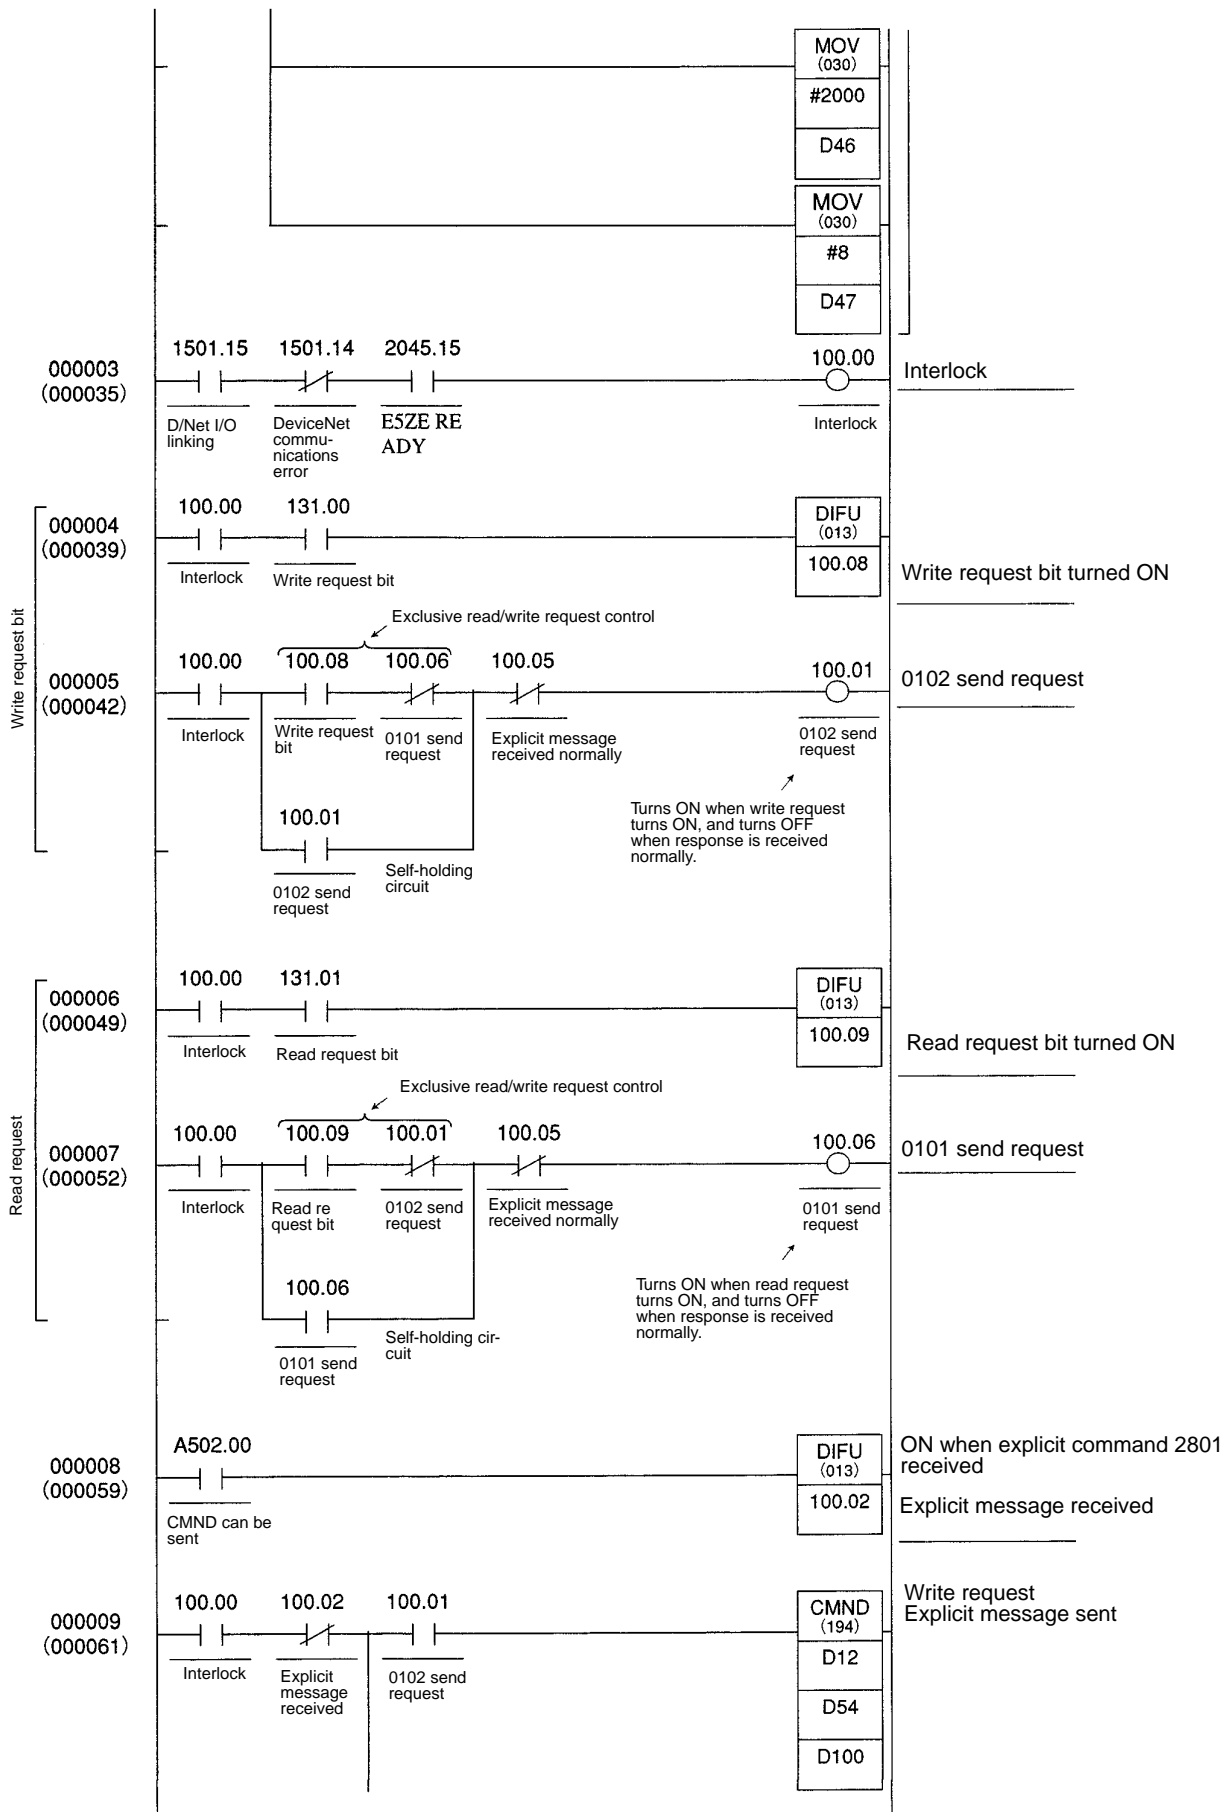 MOV
(030)
#2000
D46
MOV
(030)
#8
D47
000003
(000035)
1501.15
1501.14
2045.15
100.00
Interlock
D/Net I/O
linking
DeviceNet
commu-
nications
error
E5ZE RE
ADY
Interlock
Write request bit
000004
(000039)
100.00
131.00
DIFU
(013)
100.08
Interlock
Write request bit
Write request bit turned ON
Exclusive read/write request control
000005
(000042)
100.00
100.08
100.06
100.05
100.01
0102 send request
Interlock
Write request
bit
0101 send
request
Explicit message
received normally
0102 send
request
Turns ON when write request
turns ON, and turns OFF
when response is received
normally.
100.01
Self-holding
circuit
0102 send
request
Read request
000006
(000049)
100.00
131.01
DIFU
(013)
100.09
Interlock
Read request bit
Read request bit turned ON
Exclusive read/write request control
000007
(000052)
100.00
100.09
100.01
100.05
100.06
0101 send request
Interlock
Read re
quest bit
0102 send
request
Explicit message
received normally
0101 send
request
Turns ON when read request
turns ON, and turns OFF
when response is received
normally.
100.06
Self-holding cir-
cuit
0101 send
request
000008
(000059)
A502.00
DIFU
(013)
100.02
ON when explicit command 2801
received
Explicit message received
CMND can be
sent
000009
(000061)
100.00
100.02
100.01
CMND
(194)
D12
D54
D100
Write request
Explicit message sent
Interlock
Explicit
message
received
0102 send
request